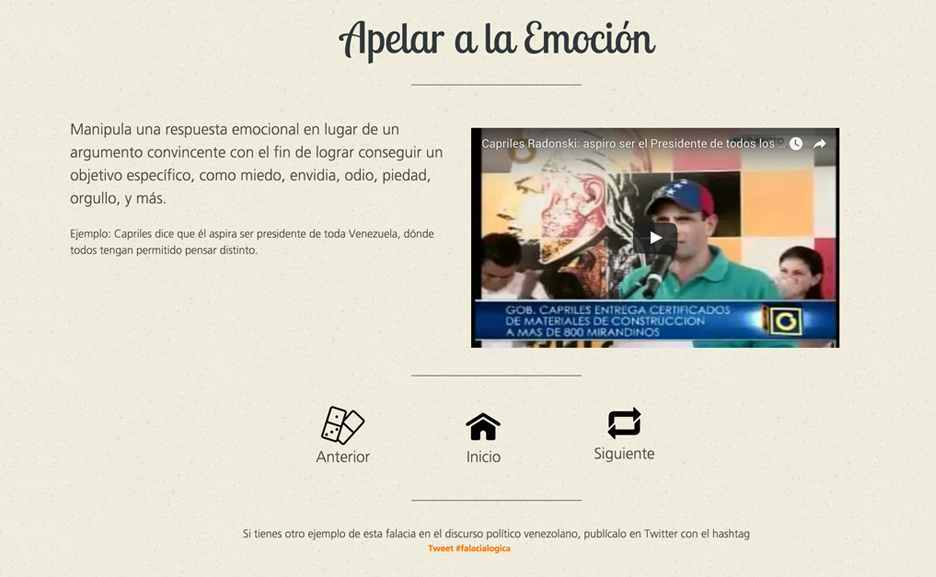 Apelar a la Emoción
Manipula una respuesta emocional en lugar de un
argumento convincente con el fin de lograr conseguir un
objetivo específico, como miedo, envidia, odio, piedad,
orgullo, y más.
Ejemplo: Capriles dice que él aspira ser presidente de toda Venezuela, dónde
todos tengan permitido pensar distinto.
Capriles Radonski: aspiro ser el Presidente de todos los ...
GOB. CAPRILES ENTREGA CERTIFICADOS
DE MATERIALES DE CONSTRUCCION
A MAS DE 800 MIRANDINOS
Anterior
Inicio
Siguiente
Si tienes otro ejemplo de esta falacia en el discurso político venezolano, publícalo en Twitter con el hashtag
Tweet #falacialogica